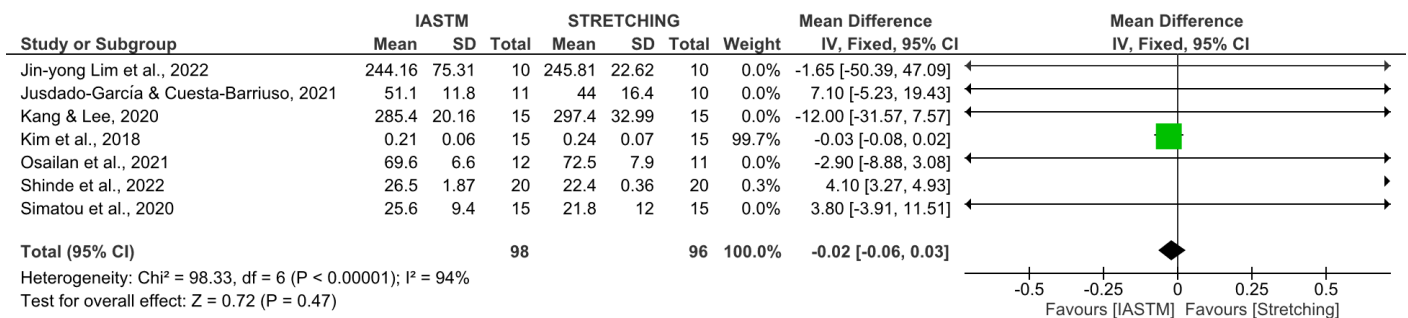 IASTM STRETCHING Mean Difference Mean Difference
Study or Subgroup Mean SD Total Mean SD Total Weight IV, Fixed, 95% CI IV, Fixed, 95% CI
Jin-yong Lim et al., 2022 244.16 75.31 10 245.81 22.62 10 0.0% -1.65 [-50.39, 47.09]
Jusdado-García & Cuesta-Barriuso, 2021 51.1 11.8 11 44 16.4 10 0.0% 7.10 [-5.23, 19.43]
Kang & Lee, 2020 285.4 20.16 15 297.4 32.99 15 0.0% -12.00 [-31.57, 7.57]
Kim et al., 2018 0.21 0.06 15 0.24 0.07 15 99.7% -0.03 [-0.08, 0.02]
Osailan et al., 2021 69.6 6.6 12 72.5 7.9 11 0.0% -2.90 [-8.88, 3.08]
Shinde et al., 2022 26.5 1.87 20 22.4 0.36 20 0.3% 4.10 [3.27, 4.93]
Simatou et al., 2020 25.6 9.4 15 21.8 12 15 0.0% 3.80 [-3.91, 11.51]
Total (95% CI) 98 96 100.0% -0.02 [-0.06, 0.03]
Heterogeneity: Chi² = 98.33, df = 6 (P < 0.00001); I² = 94%
Test for overall effect: Z = 0.72 (P = 0.47)
-0.5 -0.25 0 0.25 0.5
Favours [IASTM] Favours [Stretching]